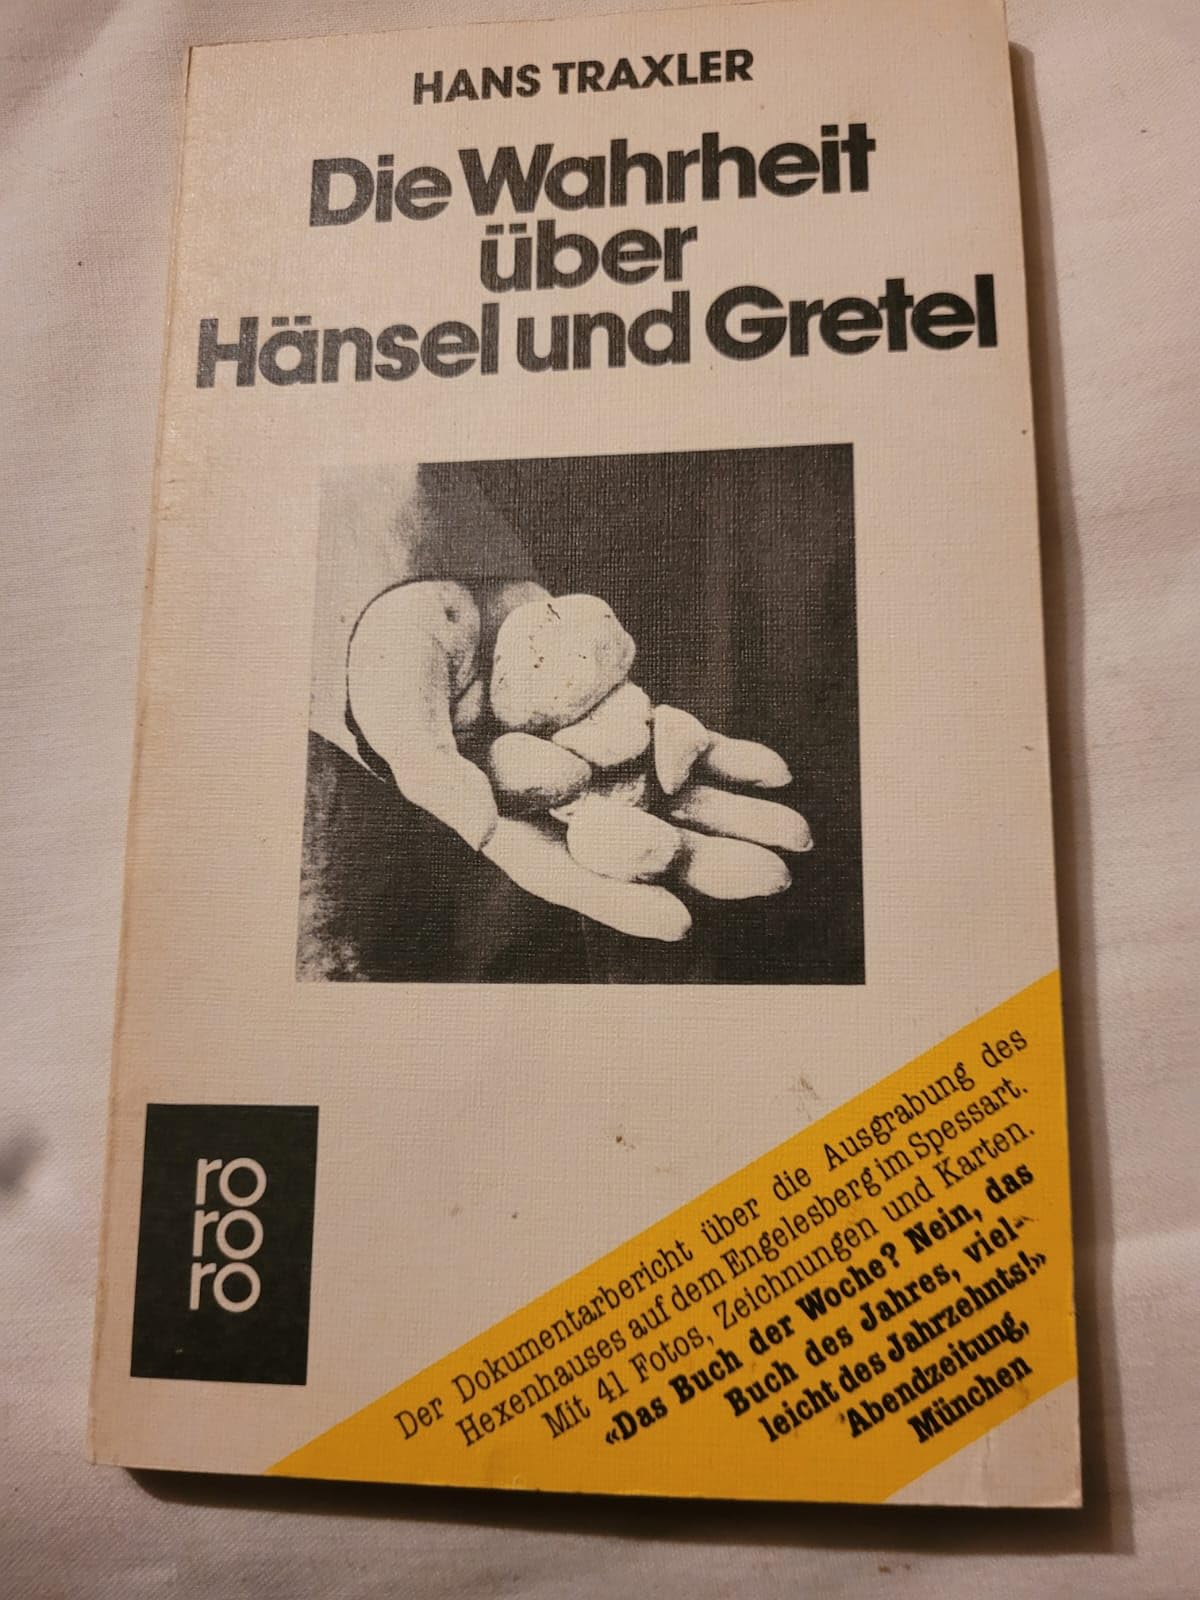 HANS TRAXLER
Die Wahrheit
über
Hänsel und Gretel
ro
ro
ro
Der Dokumentarbericht über die Ausgrabung des
Hexenhauses auf dem Engelesberg im Spessart.
Mit 41 Fotos, Zeichnungen und Karten.
«Das Buch der Woche? Nein, das
Buch des Jahres, viel-
leicht des Jahrzehnts!»
Abendzeitung,
München